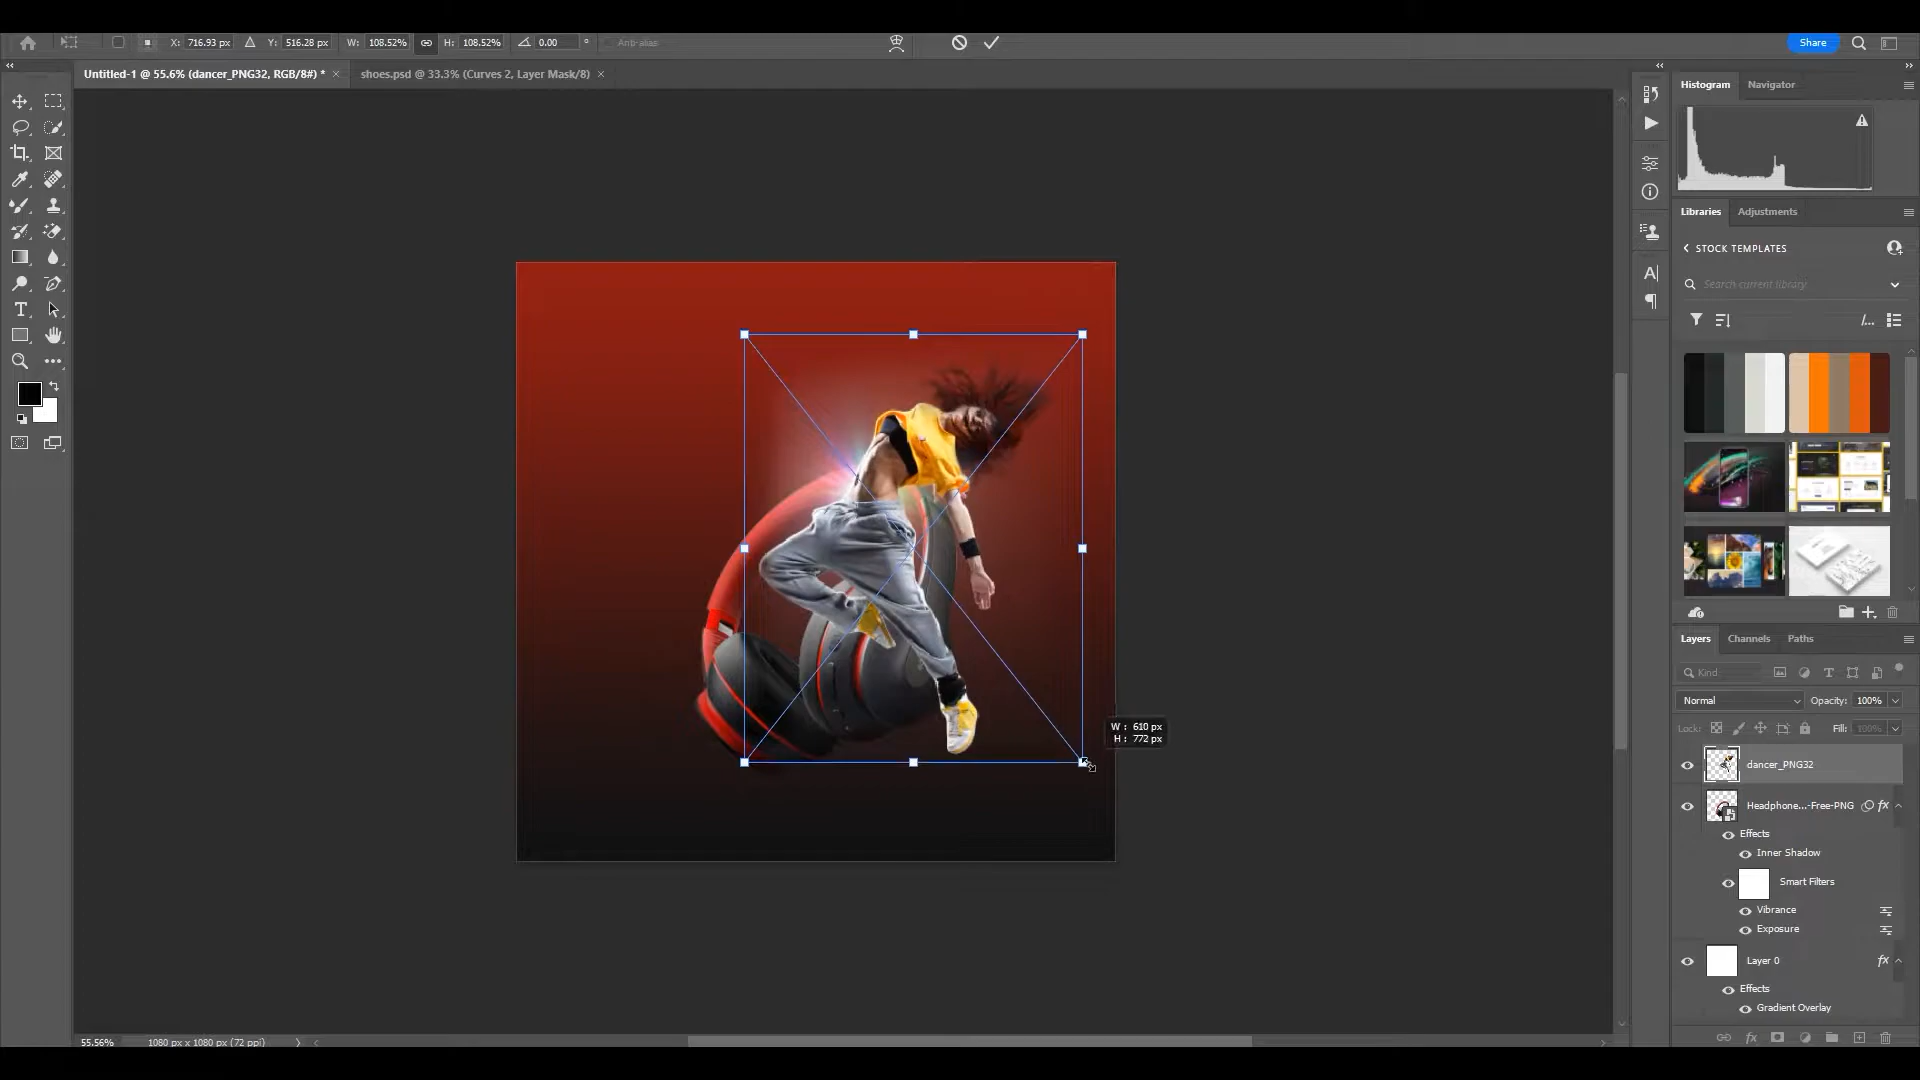 X: 716.93 px Y: 516.28 px W: 108.52% H: 108.52% 0.00 ° Anti-alias Share
Untitled-1 @ 55.6% (dancer_PNG32, RGB/8#) * × shoes.psd @ 33.3% (Curves 2, Layer Mask/8) ×
Histogram Navigator
Libraries Adjustments
STOCK TEMPLATES
Search current library
W : 610 px
H : 772 px
Layers Channels Paths
Kind
Normal Opacity: 100%
Lock: Fill: 100%
dancer_PNG32
Headphone...-Free-PNG fx
Effects
Inner Shadow
Smart Filters
Vibrance
Exposure
Layer 0 fx
Effects
Gradient Overlay
55.56% 1080 px x 1080 px (72 ppi)
fx